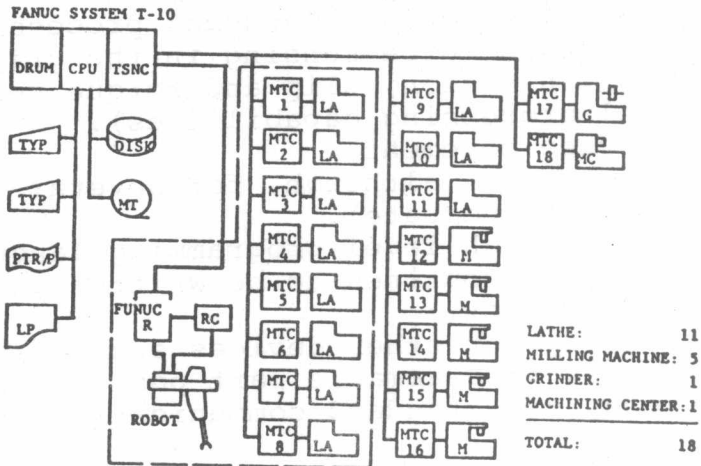 FANUC SYSTEM T-10
DRUM CPU TSNC
TYP
DISK
TYP
MT
PTR/P
LP
FUNUC
R
RC
ROBOT
MTC
1
LA
MTC
2
LA
MTC
3
LA
MTC
4
LA
MTC
5
LA
MTC
6
LA
MTC
7
LA
MTC
8
LA
MTC
9
LA
MTC
10
LA
MTC
11
LA
MTC
12
M
MTC
13
M
MTC
14
M
MTC
15
M
MTC
16
M
MTC
17
G
MTC
18
MC
LATHE: 11
MILLING MACHINE: 5
GRINDER: 1
MACHINING CENTER:1
TOTAL: 18